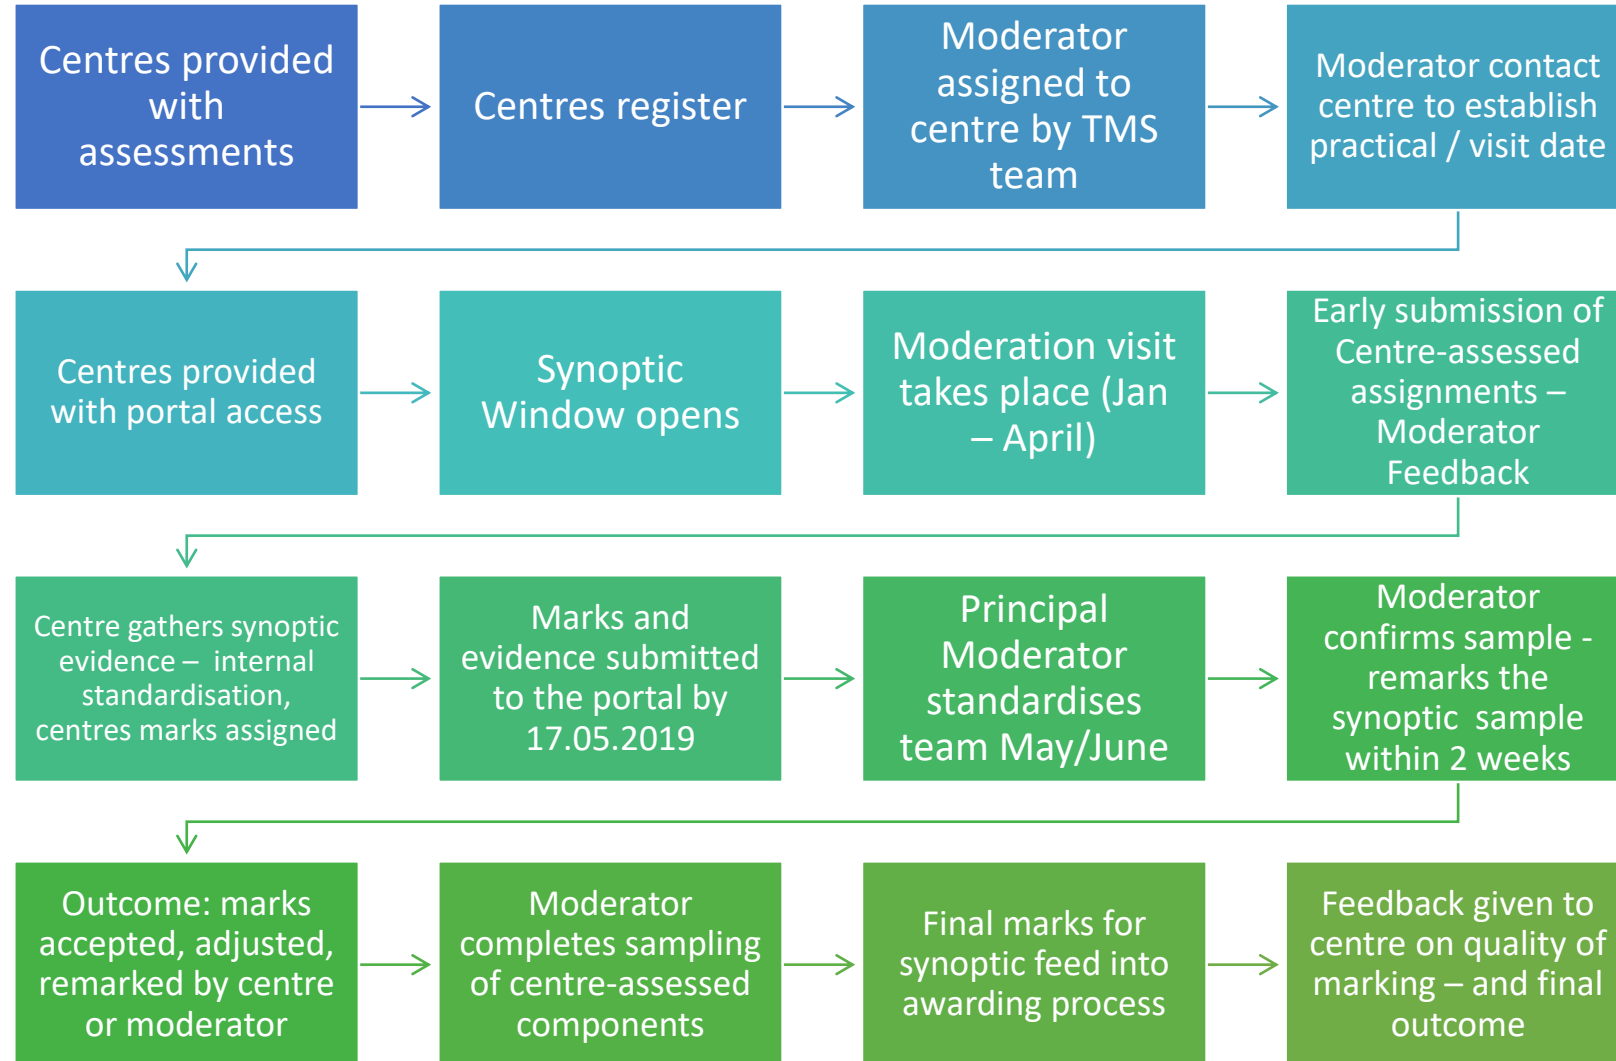 Centres provided
with
assessments
Centres register
Moderator
assigned to
centre by TMS
team
Moderator contact
centre to establish
practical / visit date
Centres provided
with portal access
Synoptic
Window opens
Moderation visit
takes place (Jan
– April)
Early submission of
Centre-assessed
assignments –
Moderator
Feedback
Centre gathers synoptic
evidence – internal
standardisation,
centres marks assigned
Marks and
evidence submitted
to the portal by
17.05.2019
Principal
Moderator
standardises
team May/June
Moderator
confirms sample -
remarks the
synoptic sample
within 2 weeks
Outcome: marks
accepted, adjusted,
remarked by centre
or moderator
Moderator
completes sampling
of centre-assessed
components
Final marks for
synoptic feed into
awarding process
Feedback given to
centre on quality of
marking – and final
outcome